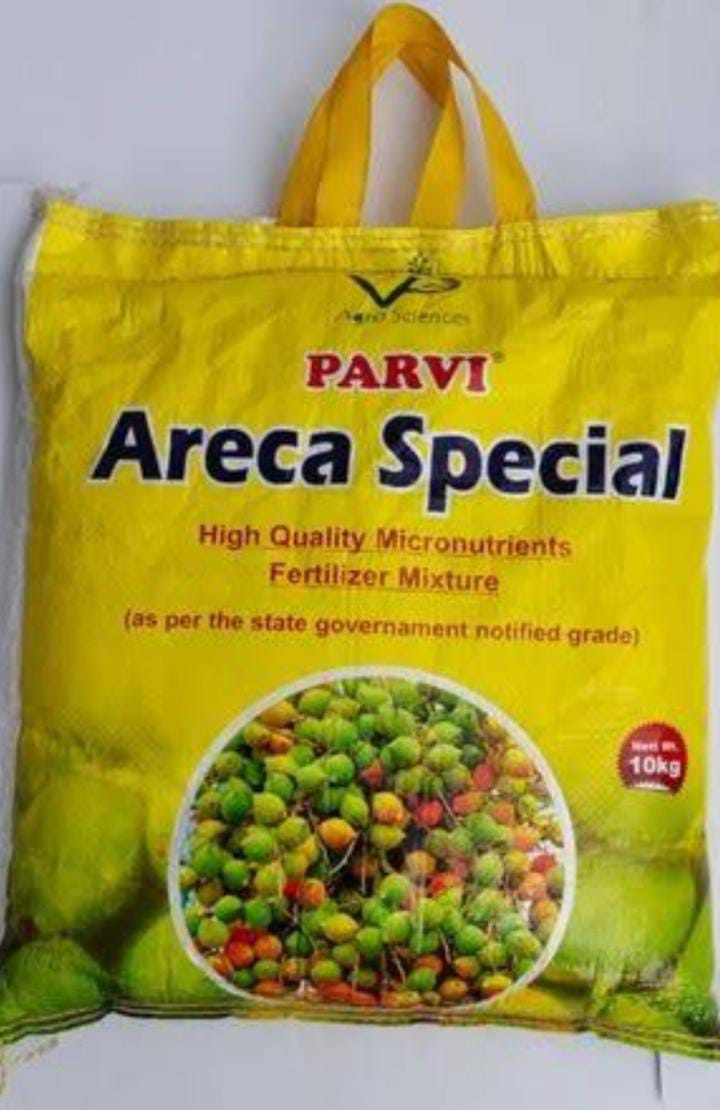 Agro Sciences
PARVI®
Areca Special
High Quality Micronutrients
Fertilizer Mixture
(as per the state governament notified grade)
Nett Wt.
10kg